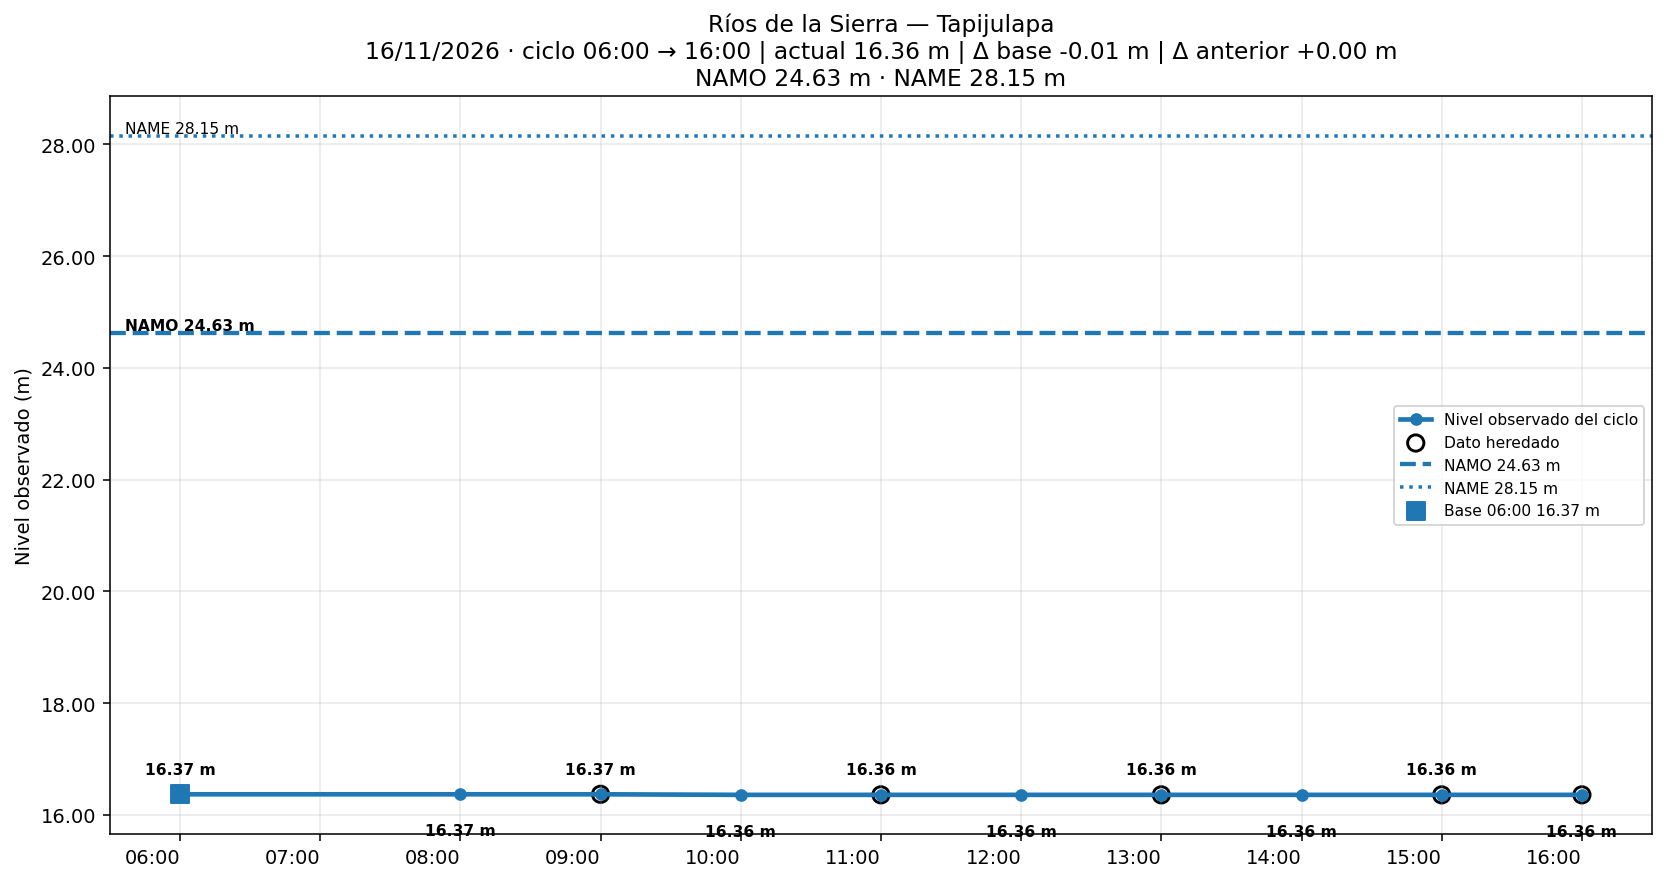 Ríos de la Sierra — Tapijulapa
16/11/2026 · ciclo 06:00 → 16:00 | actual 16.36 m | Δ base -0.01 m | Δ anterior +0.00 m
NAMO 24.63 m · NAME 28.15 m
NAME 28.15 m
28.00
26.00
NAMO 24.63 m
24.00
Nivel observado (m)
Nivel observado del ciclo
Dato heredado
NAMO 24.63 m
NAME 28.15 m
Base 06:00 16.37 m
22.00
20.00
18.00
16.37 m
16.37 m
16.36 m
16.36 m
16.36 m
16.00
16.37 m
16.36 m
16.36 m
16.36 m
16.36 m
06:00
07:00
08:00
09:00
10:00
11:00
12:00
13:00
14:00
15:00
16:00